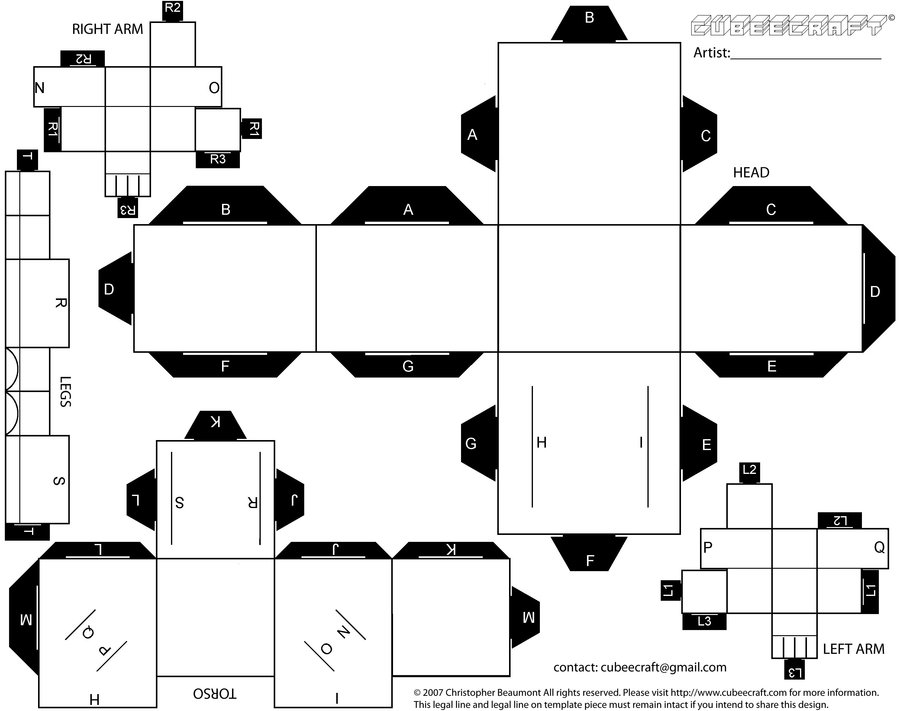 R2
B
CUBEECRAFT©
RIGHT ARM
Artist:
R2
N
O
R1
R1
A
C
R3
T
HEAD
R3
B
A
C
D
D
R
F
G
E
LEGS
K
G
H
I
E
S
L
S
R
J
L2
T
L2
F
L
J
K
P
Q
L1
L1
M
Q
P
N
O
M
L3
LEFT ARM
H
TORSO
I
L3
contact: cubeecraft@gmail.com
© 2007 Christopher Beaumont All rights reserved. Please visit http://www.cubeecraft.com for more information.
This legal line and legal line on template piece must remain intact if you intend to share this design.